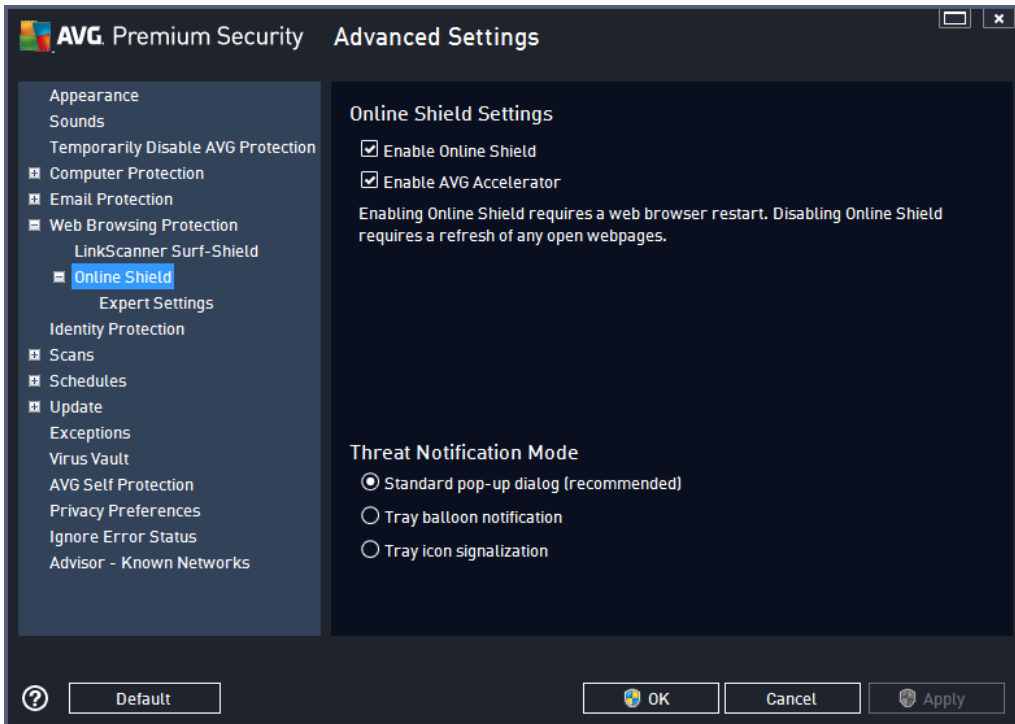 AVG. Premium Security Advanced Settings
Appearance
Sounds
Temporarily Disable AVG Protection
Computer Protection
Email Protection
Web Browsing Protection
LinkScanner Surf-Shield
Online Shield
Expert Settings
Identity Protection
Scans
Schedules
Update
Exceptions
Virus Vault
AVG Self Protection
Privacy Preferences
Ignore Error Status
Advisor - Known Networks
Online Shield Settings
Enable Online Shield
Enable AVG Accelerator
Enabling Online Shield requires a web browser restart. Disabling Online Shield
requires a refresh of any open webpages.
Threat Notification Mode
Standard pop-up dialog (recommended)
Tray balloon notification
Tray icon signalization
? Default OK Cancel Apply